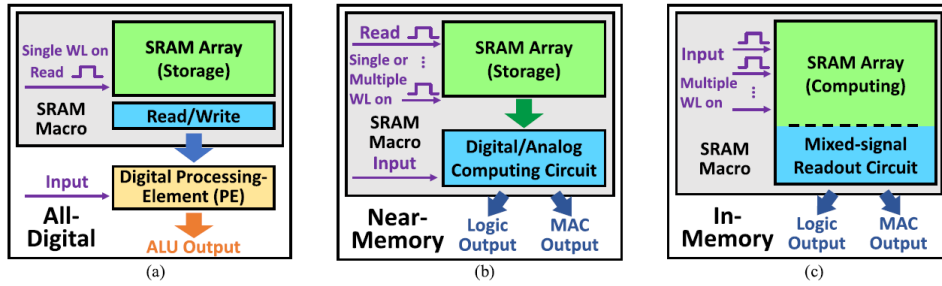 Single WL on
Read
SRAM
Macro
SRAM Array
(Storage)
Read/Write
Input
Digital Processing-
Element (PE)
All-
Digital
ALU Output
(a)
Read
Single or
Multiple
WL on
SRAM
Macro
Input
SRAM Array
(Storage)
Digital/Analog
Computing Circuit
Near-
Memory
Logic
Output
MAC
Output
(b)
Input
Multiple
WL on
SRAM
Macro
SRAM Array
(Computing)
Mixed-signal
Readout Circuit
In-
Memory
Logic
Output
MAC
Output
(c)